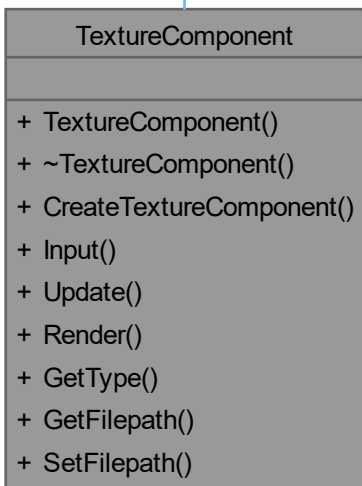 TextureComponent
+ TextureComponent()
+ ~TextureComponent()
+ CreateTextureComponent()
+ Input()
+ Update()
+ Render()
+ GetType()
+ GetFilepath()
+ SetFilepath()